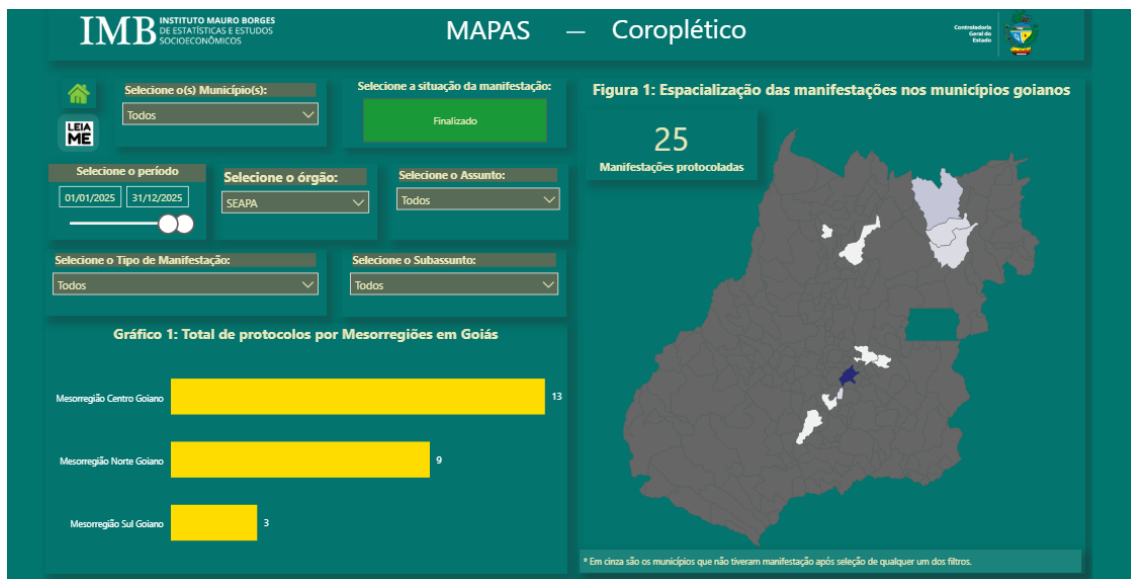 IMB
INSTITUTO MAURO BORGES
DE ESTATÍSTICAS E ESTUDOS
SOCIOECONÔMICOS
MAPAS — Coroplético
Controladoria
Geral do
Estado
LEIA
ME
Selecione o(s) Município(s):
Todos
Selecione a situação da manifestação:
Finalizado
Selecione o período
01/01/2025
31/12/2025
Selecione o órgão:
SEAPA
Selecione o Assunto:
Todos
Selecione o Tipo de Manifestação:
Todos
Selecione o Subassunto:
Todos
Gráfico 1: Total de protocolos por Mesorregiões em Goiás
Mesorregião Centro Goiano
13
Mesorregião Norte Goiano
9
Mesorregião Sul Goiano
3
Figura 1: Espacialização das manifestações nos municípios goianos
25
Manifestações protocoladas
* Em cinza são os municípios que não tiveram manifestação após seleção de qualquer um dos filtros.